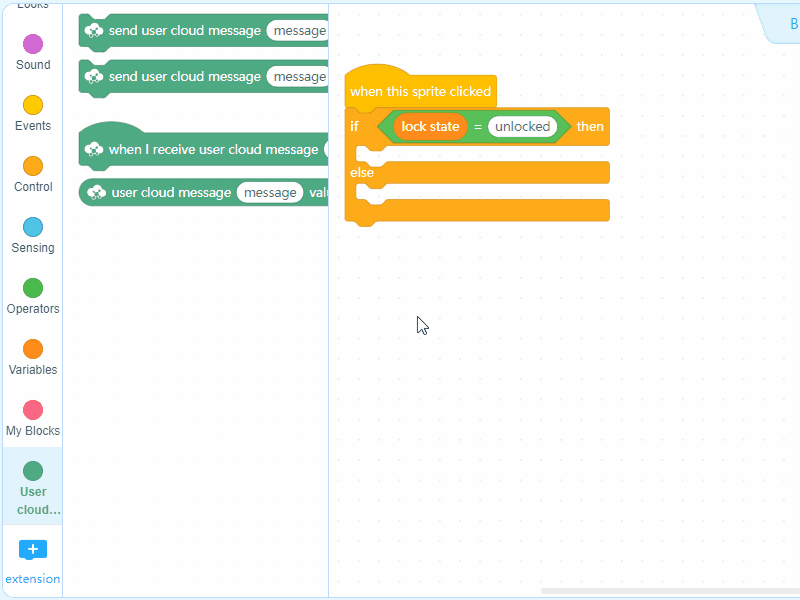 Looks
Sound
Events
Control
Sensing
Operators
Variables
My Blocks
User
cloud...
extension
send user cloud message message
send user cloud message message
when I receive user cloud message
user cloud message message valu
when this sprite clicked
if lock state = unlocked then
else
B